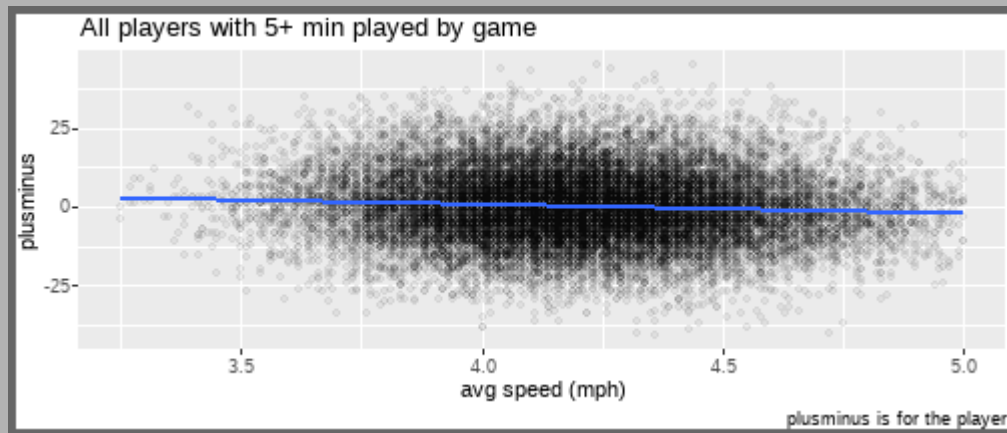 All players with 5+ min played by game
plusminus
25
0
-25
3.5 4.0 4.5 5.0
avg speed (mph)
plusminus is for the player